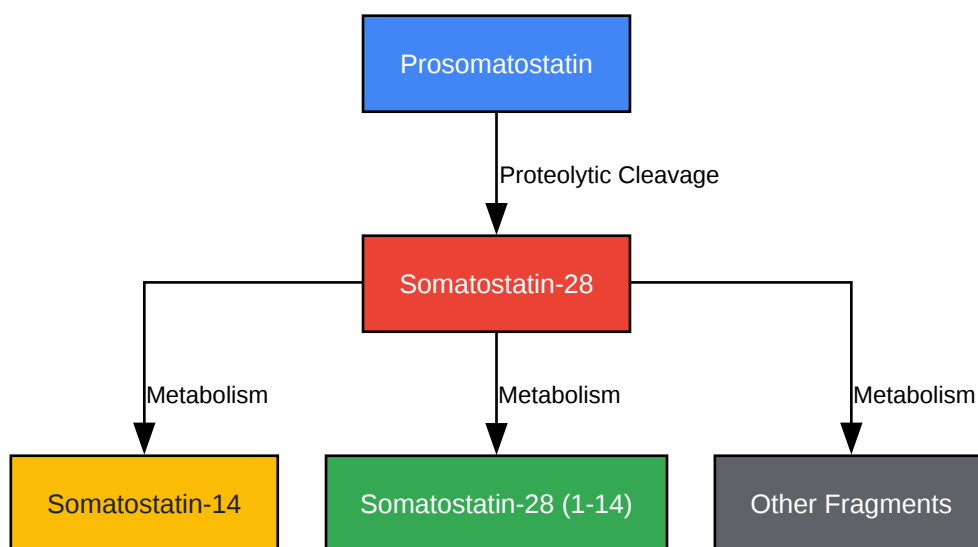 Prosomatostatin
Proteolytic Cleavage
Somatostatin-28
Metabolism
Metabolism
Metabolism
Somatostatin-14
Somatostatin-28 (1-14)
Other Fragments